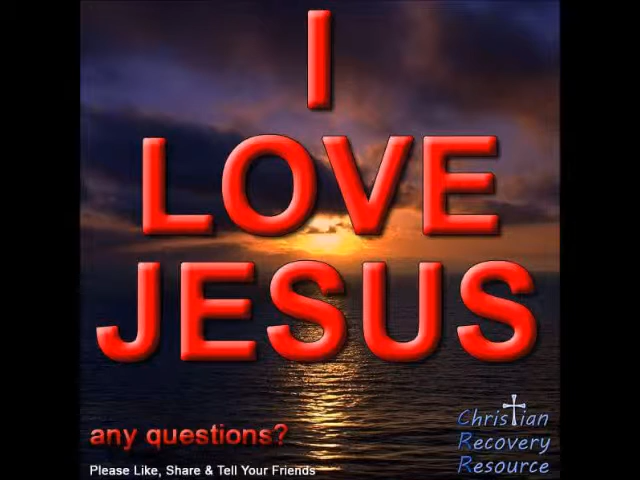 I
LOVE
JESUS
any questions?
Please Like, Share & Tell Your Friends
Christian
Recovery
Resource